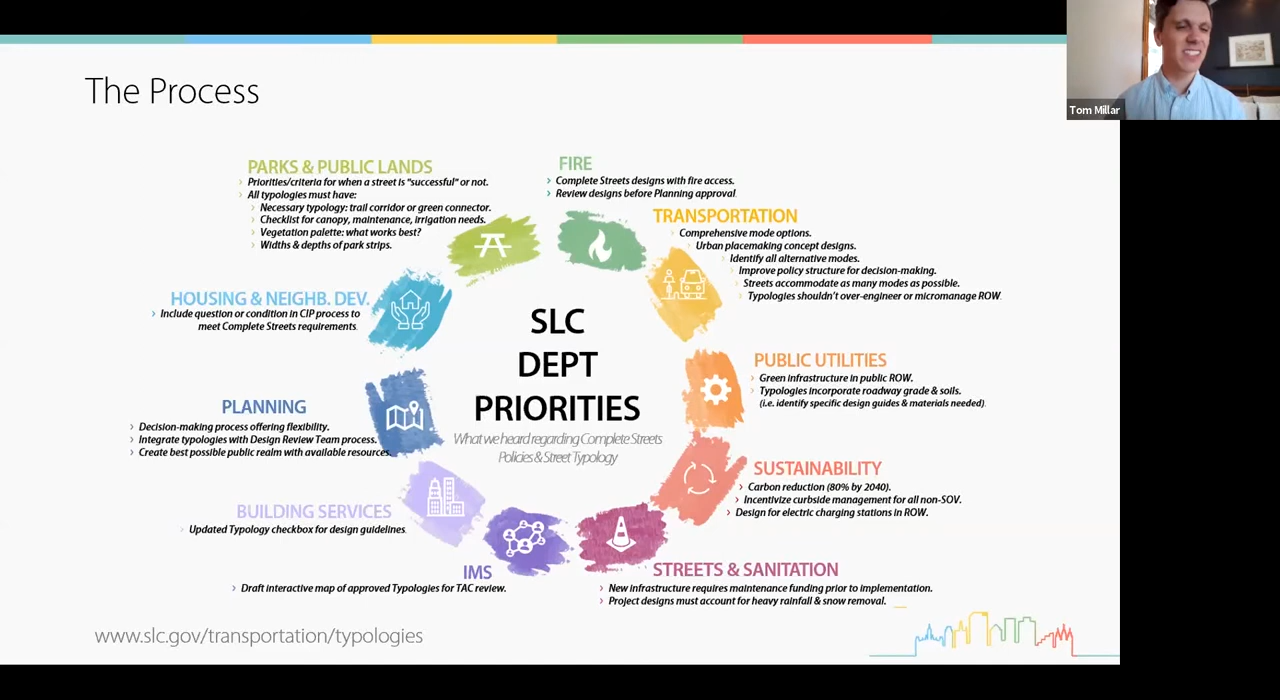 The Process
Tom Millar
PARKS & PUBLIC LANDS
› Priorities/criteria for when a street is "successful" or not.
› All typologies must have:
› Necessary typology: trail corridor or green connector.
› Checklist for canopy, maintenance, irrigation needs.
› Vegetation palette: what works best?
› Widths & depths of park strips.
FIRE
› Complete Streets designs with fire access.
› Review designs before Planning approval.
TRANSPORTATION
› Comprehensive mode options.
› Urban placemaking concept designs.
› Identify all alternative modes.
› Improve policy structure for decision-making.
› Streets accommodate as many modes as possible.
› Typologies shouldn't over-engineer or micromanage ROW.
HOUSING & NEIGHB. DEV.
› Include question or condition in CIP process to
meet Complete Streets requirements.
SLC
DEPT
PRIORITIES
What we heard regarding Complete Streets
Policies & Street Typology
PUBLIC UTILITIES
› Green infrastructure in public ROW.
› Typologies incorporate roadway grade & soils.
(i.e. identify specific design guides & materials needed).
PLANNING
› Decision-making process offering flexibility.
› Integrate typologies with Design Review Team process.
› Create best possible public realm with available resources.
SUSTAINABILITY
› Carbon reduction (80% by 2040).
› Incentivize curbside management for all non-SOV.
› Design for electric charging stations in ROW.
BUILDING SERVICES
› Updated Typology checkbox for design guidelines.
IMS
› Draft interactive map of approved Typologies for TAC review.
STREETS & SANITATION
› New infrastructure requires maintenance funding prior to implementation.
› Project designs must account for heavy rainfall & snow removal.
www.slc.gov/transportation/typologies